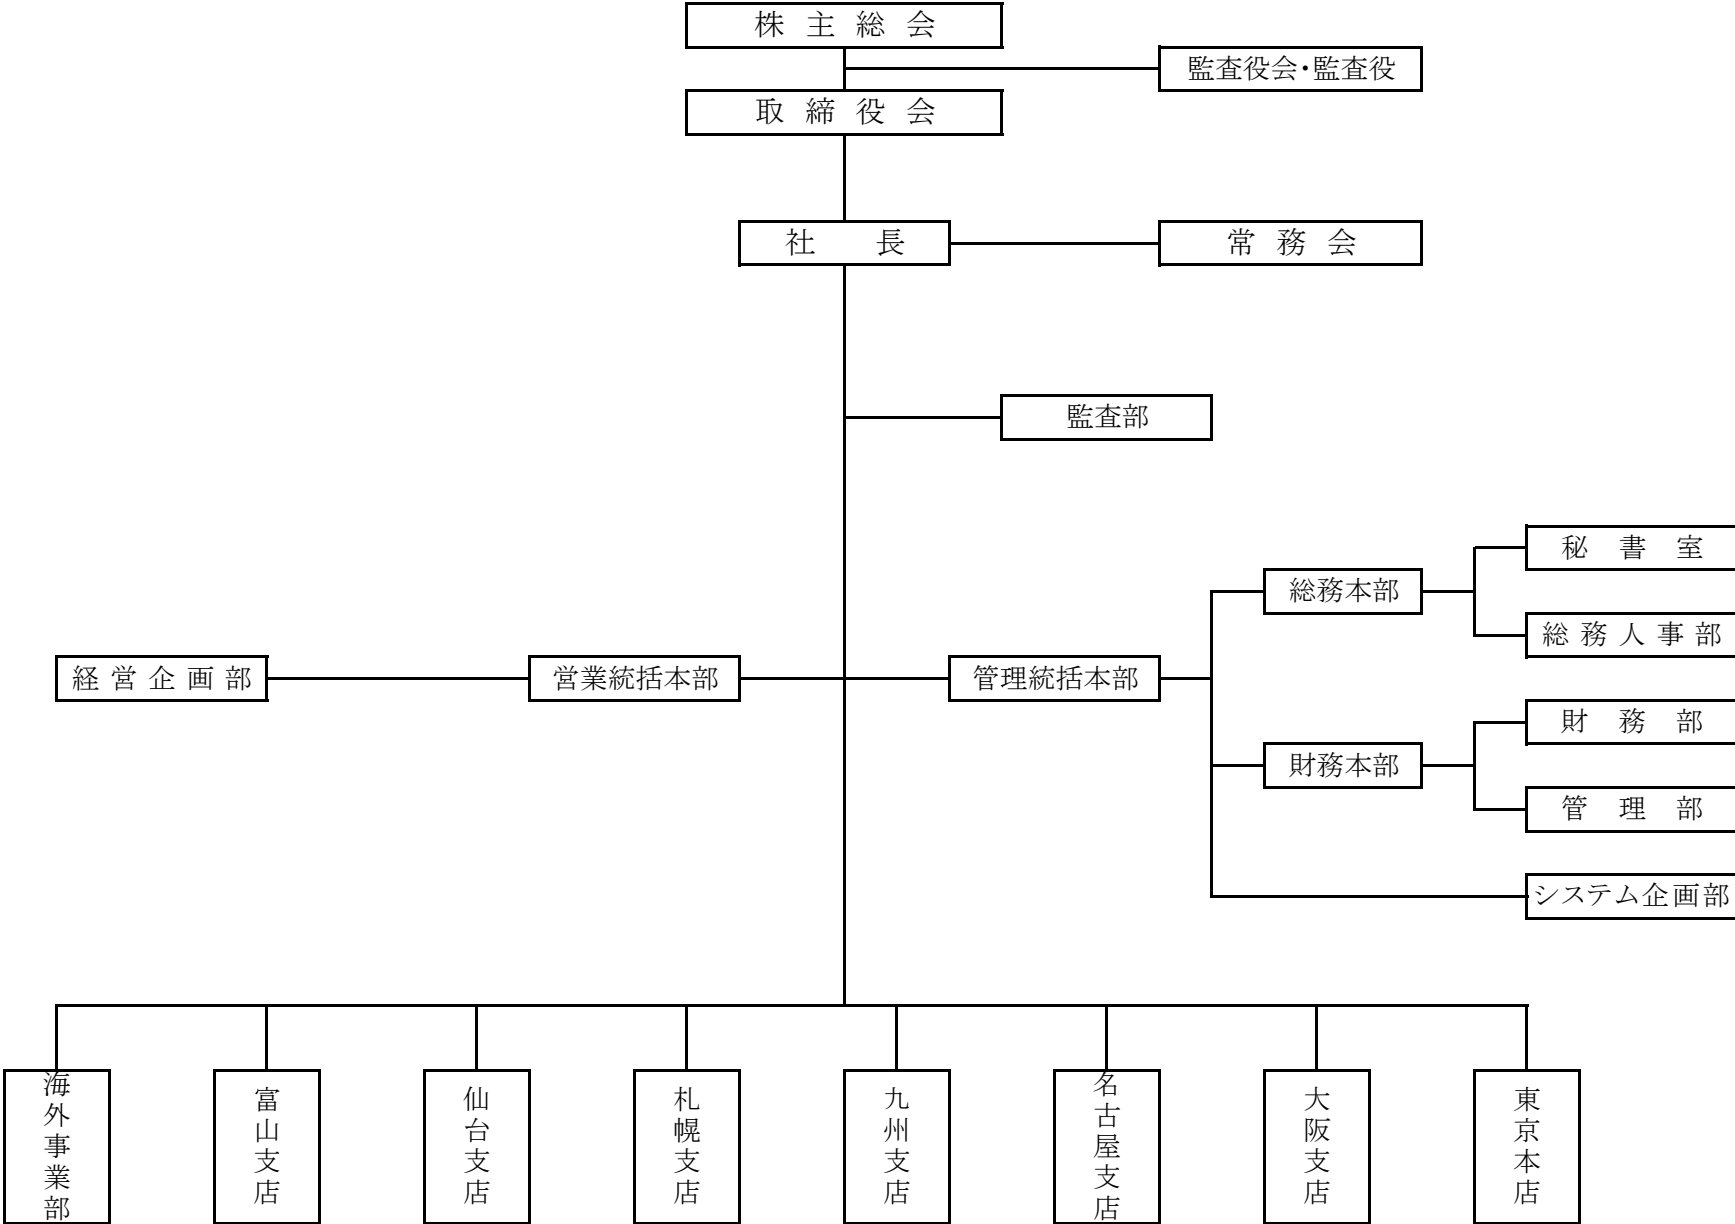 株主総会
監査役会・監査役
取締役会
社長
常務会
監査部
秘書室
総務本部
総務人事部
経営企画部
営業統括本部
管理統括本部
財務部
財務本部
管理部
システム企画部
海外事業部
富山支店
仙台支店
札幌支店
九州支店
名古屋支店
大阪支店
東京本店